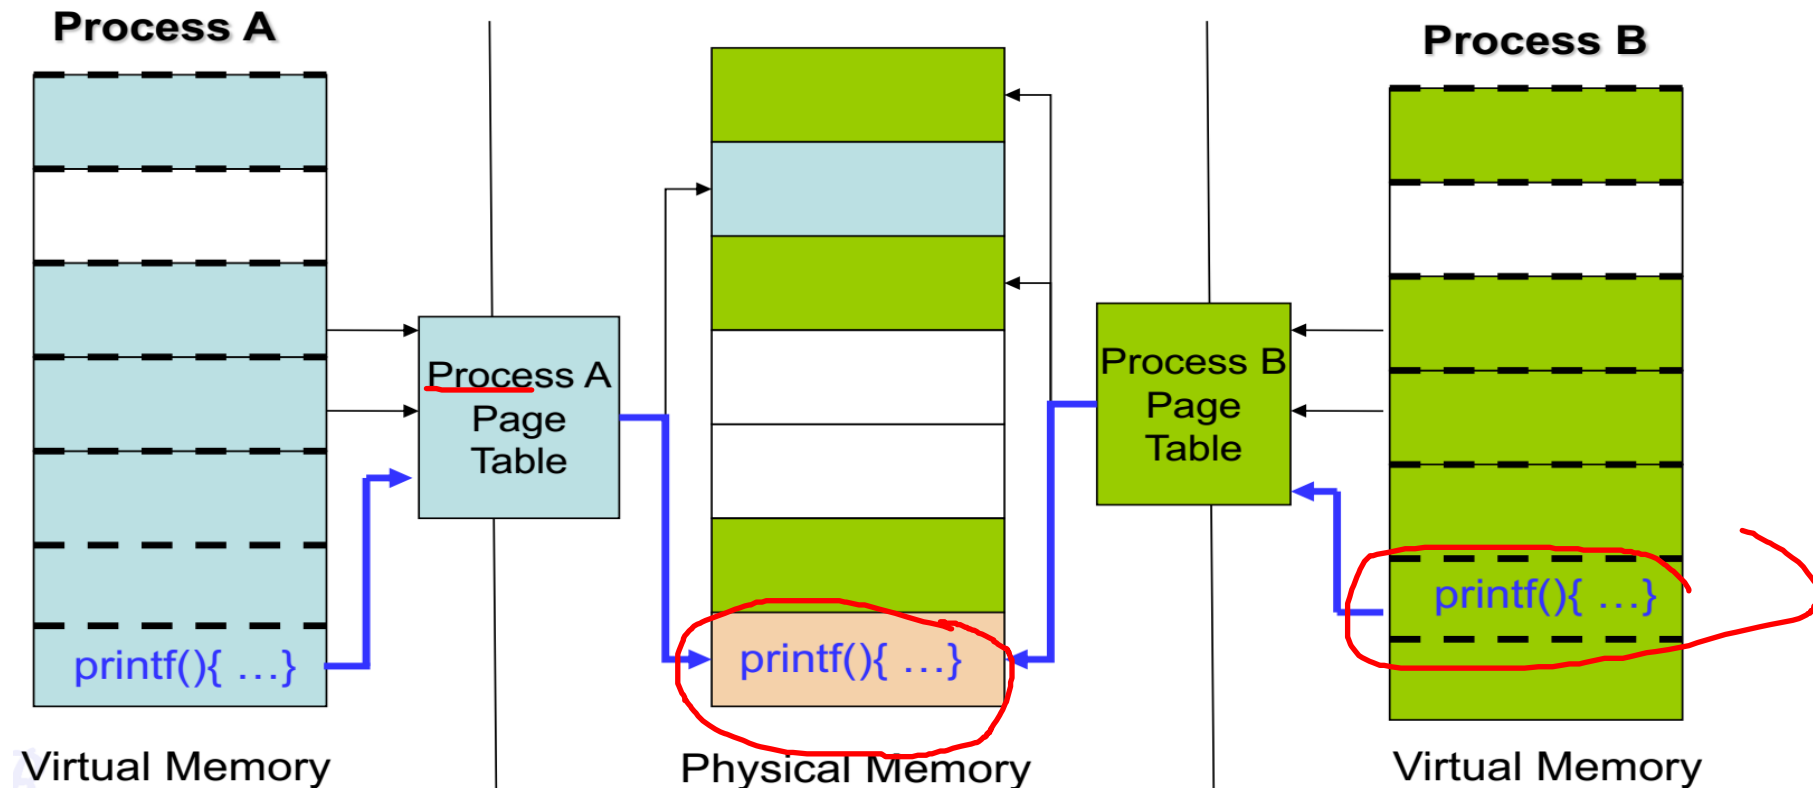 Process A
Process B
Process A
Page
Table
Process B
Page
Table
printf(){ ...}
printf(){ ...}
printf(){ ...}
Virtual Memory
Physical Memory
Virtual Memory